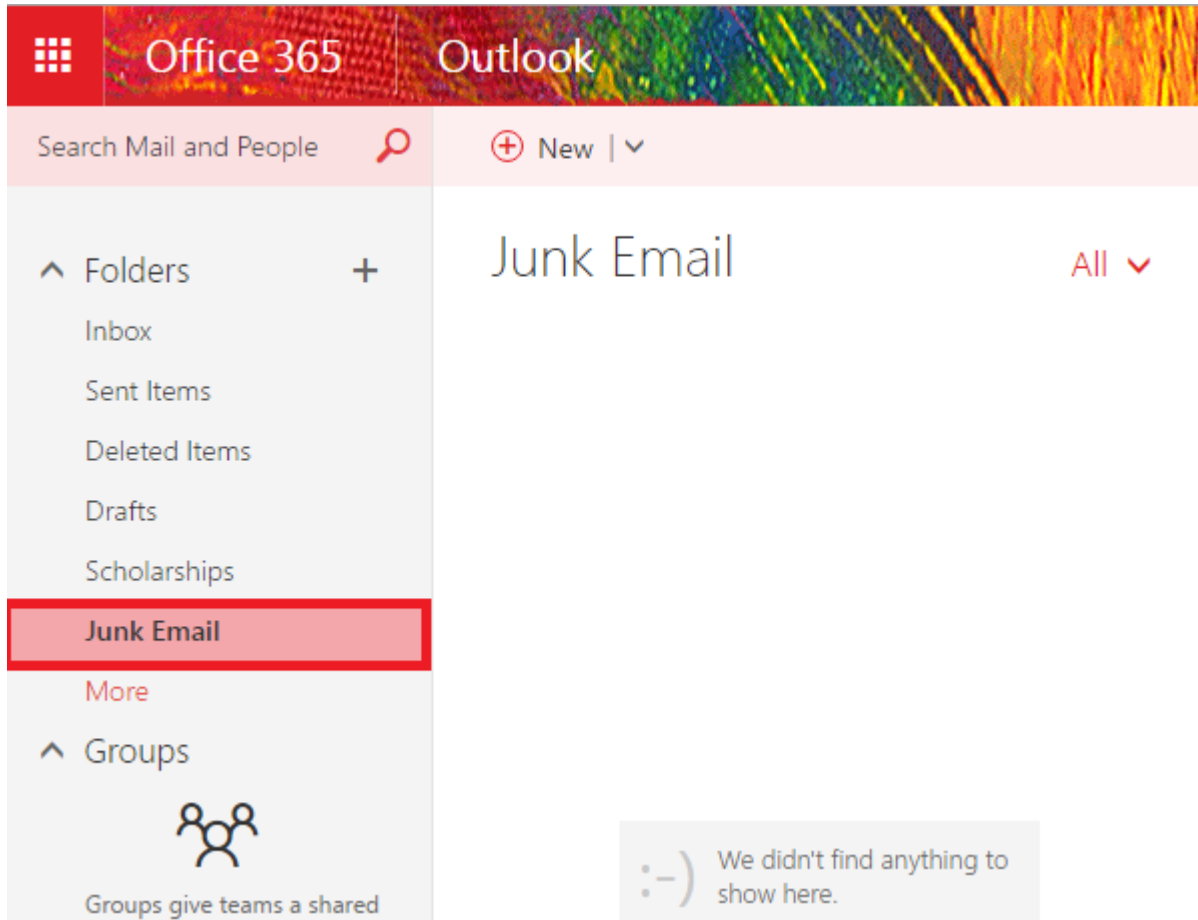 Office 365
Outlook
Search Mail and People
New
Folders
Inbox
Sent Items
Deleted Items
Drafts
Scholarships
Junk Email
More
Groups
Groups give teams a shared
Junk Email
All
:-)
We didn't find anything to
show here.